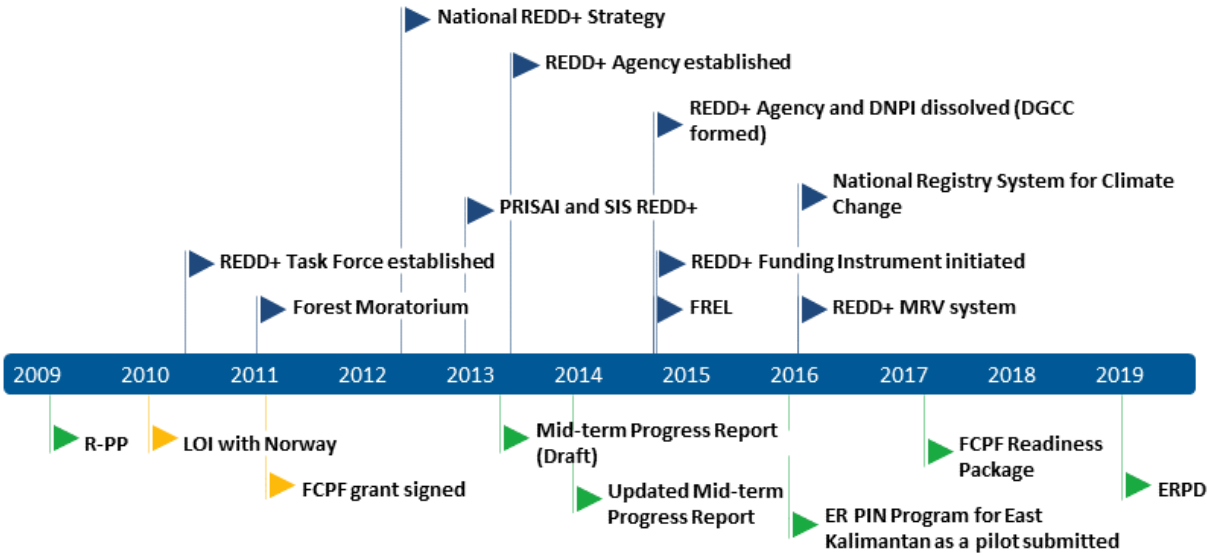 National REDD+ Strategy
REDD+ Agency established
REDD+ Agency and DNPI dissolved (DGCC
formed)
National Registry System for Climate
Change
PRISAI and SIS REDD+
REDD+ Task Force established
REDD+ Funding Instrument initiated
Forest Moratorium
FREL
REDD+ MRV system
2009 2010 2011 2012 2013 2014 2015 2016 2017 2018 2019
R-PP
LOI with Norway
Mid-term Progress Report
(Draft)
FCPF Readiness
Package
FCPF grant signed
Updated Mid-term
Progress Report
ERPD
ER PIN Program for East
Kalimantan as a pilot submitted